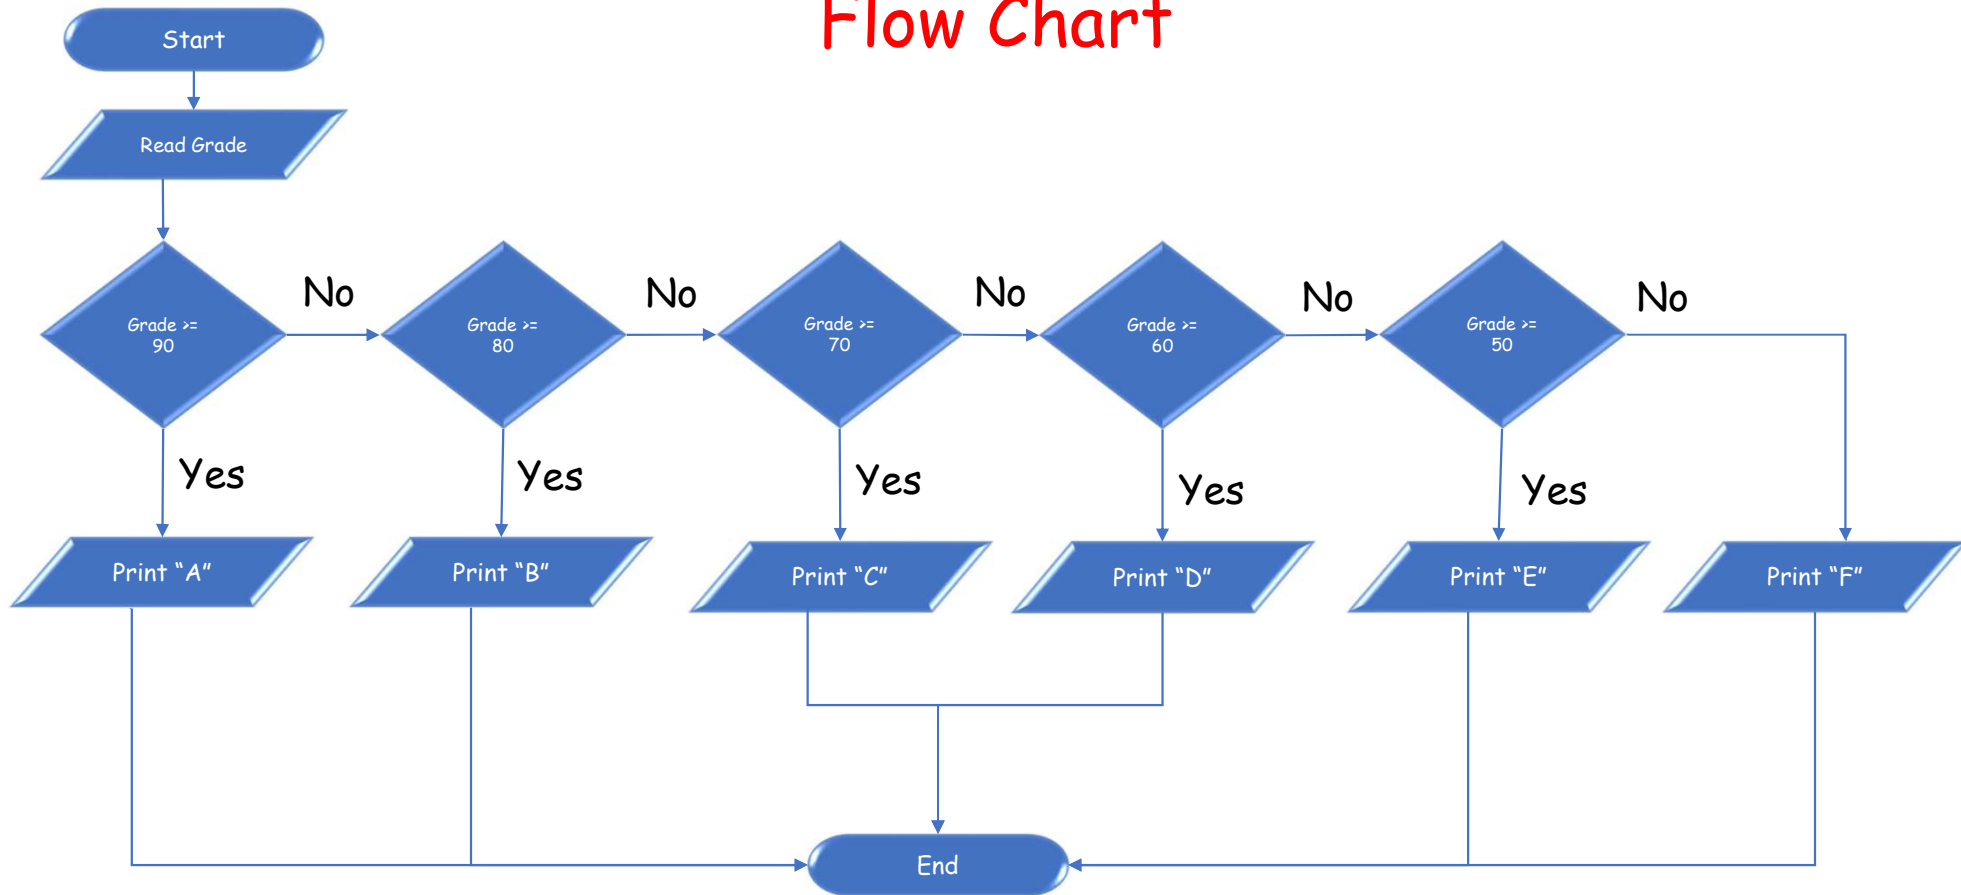 Flow Chart
Start
Read Grade
No
No
No
No
No
Grade >=
90
Grade >=
80
Grade >=
70
Grade >=
60
Grade >=
50
Yes
Yes
Yes
Yes
Yes
Print “A”
Print “B”
Print “C”
Print “D”
Print “E”
Print “F”
End